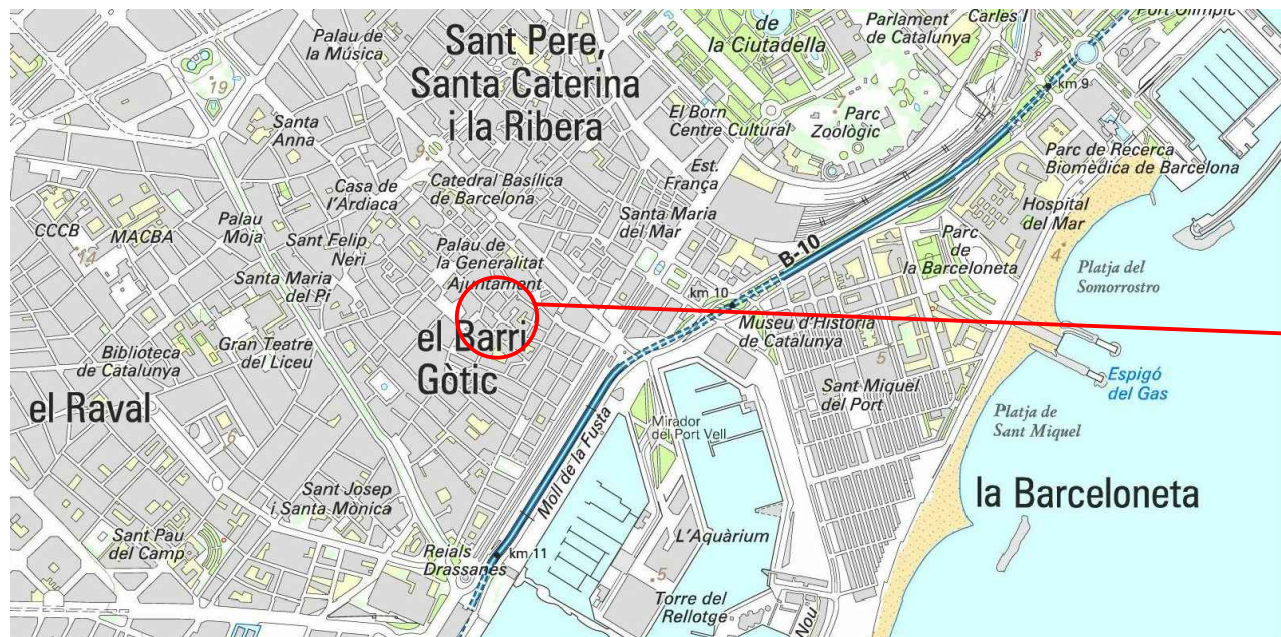 Palau de
la Música
Sant Pere,
Santa Caterina
i la Ribera
de
la Ciutadella
Parlament
de Catalunya
Carles I
Port Olímpic
19
Santa
Anna
9
El Born
Centre Cultural
Parc
Zoològic
km 9
Parc de Recerca
Biomèdica de Barcelona
Casa de
l'Ardiaca
Catedral Basílica
de Barcelona
Est.
França
CCCB
MACBA
14
Palau
Moja
Sant Felip
Neri
Santa Maria
del Mar
Hospital
del Mar
4
Palau de
la Generalitat
Ajuntament
B-10
Parc
de
la Barceloneta
Platja del
Somorrostro
Santa Maria
del Pi
km 10
Museu d'Història
de Catalunya
Biblioteca
de Catalunya
Gran Teatre
del Liceu
el Barri
Gòtic
5
Espigó
del Gas
el Raval
6
Sant Miquel
del Port
Platja de
Sant Miquel
Moll de la Fusta
Mirador
del Port Vell
la Barceloneta
Sant Josep
i Santa Mònica
Sant Pau
del Camp
Reials
Drassanes
km 11
L'Aquàrium
5
Torre del
Rellotge
Nou